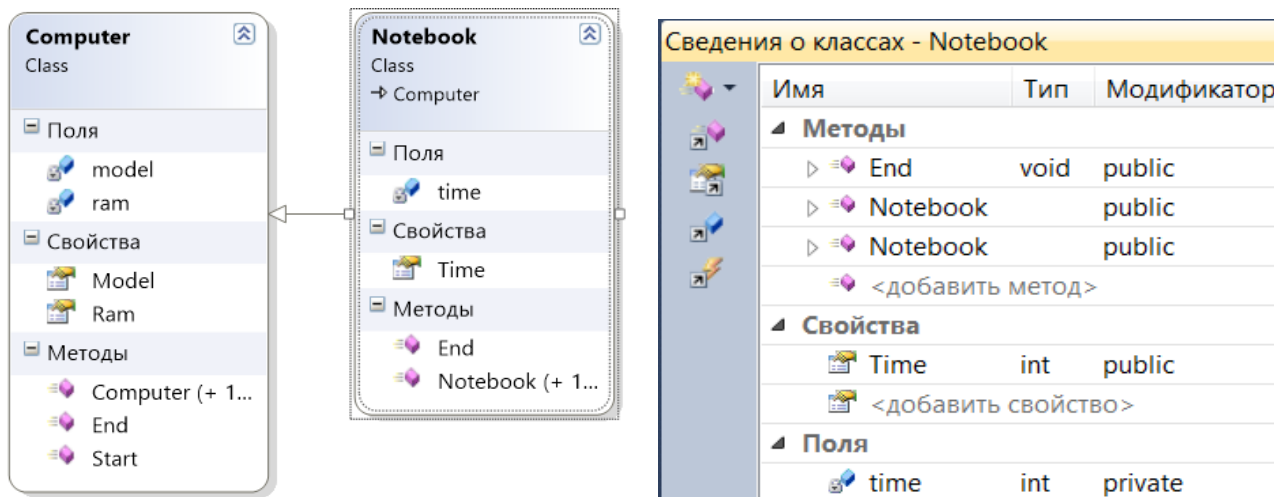 Computer
Class
Поля
model
ram
Свойства
Model
Ram
Методы
Computer (+ 1...
End
Start
Notebook
Class
Computer
Поля
time
Свойства
Time
Методы
End
Notebook (+ 1...
Сведения о классах - Notebook
Имя Тип Модификатор
Методы
End void public
Notebook public
Notebook public
<добавить метод>
Свойства
Time int public
<добавить свойство>
Поля
time int private